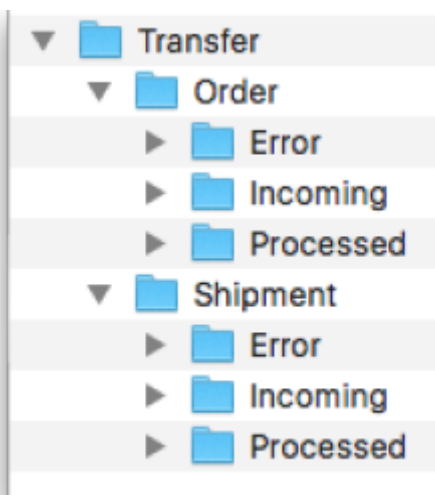 Transfer
Order
Error
Incoming
Processed
Shipment
Error
Incoming
Processed